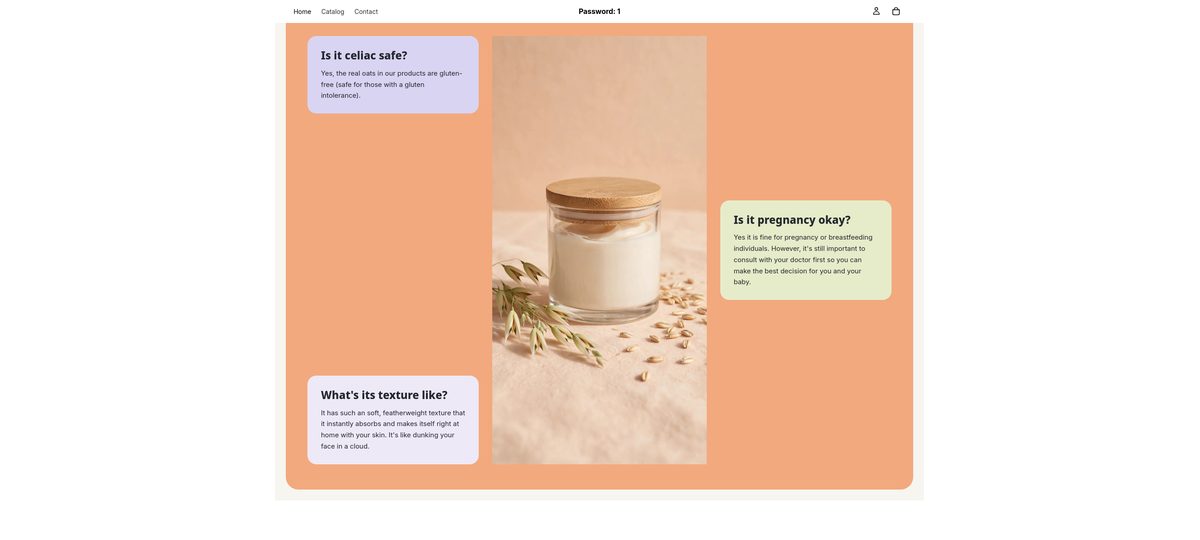 Home
Catalog
Contact
Password: 1
Is it celiac safe?
Yes, the real oats in our products are gluten-
free (safe for those with a gluten
intolerance).
Is it pregnancy okay?
Yes it is fine for pregnancy or breastfeeding
individuals. However, it's still important to
consult with your doctor first so you can
make the best decision for you and your
baby.
What's its texture like?
It has such an soft, featherweight texture that
it instantly absorbs and makes itself right at
home with your skin. It's like dunking your
face in a cloud.